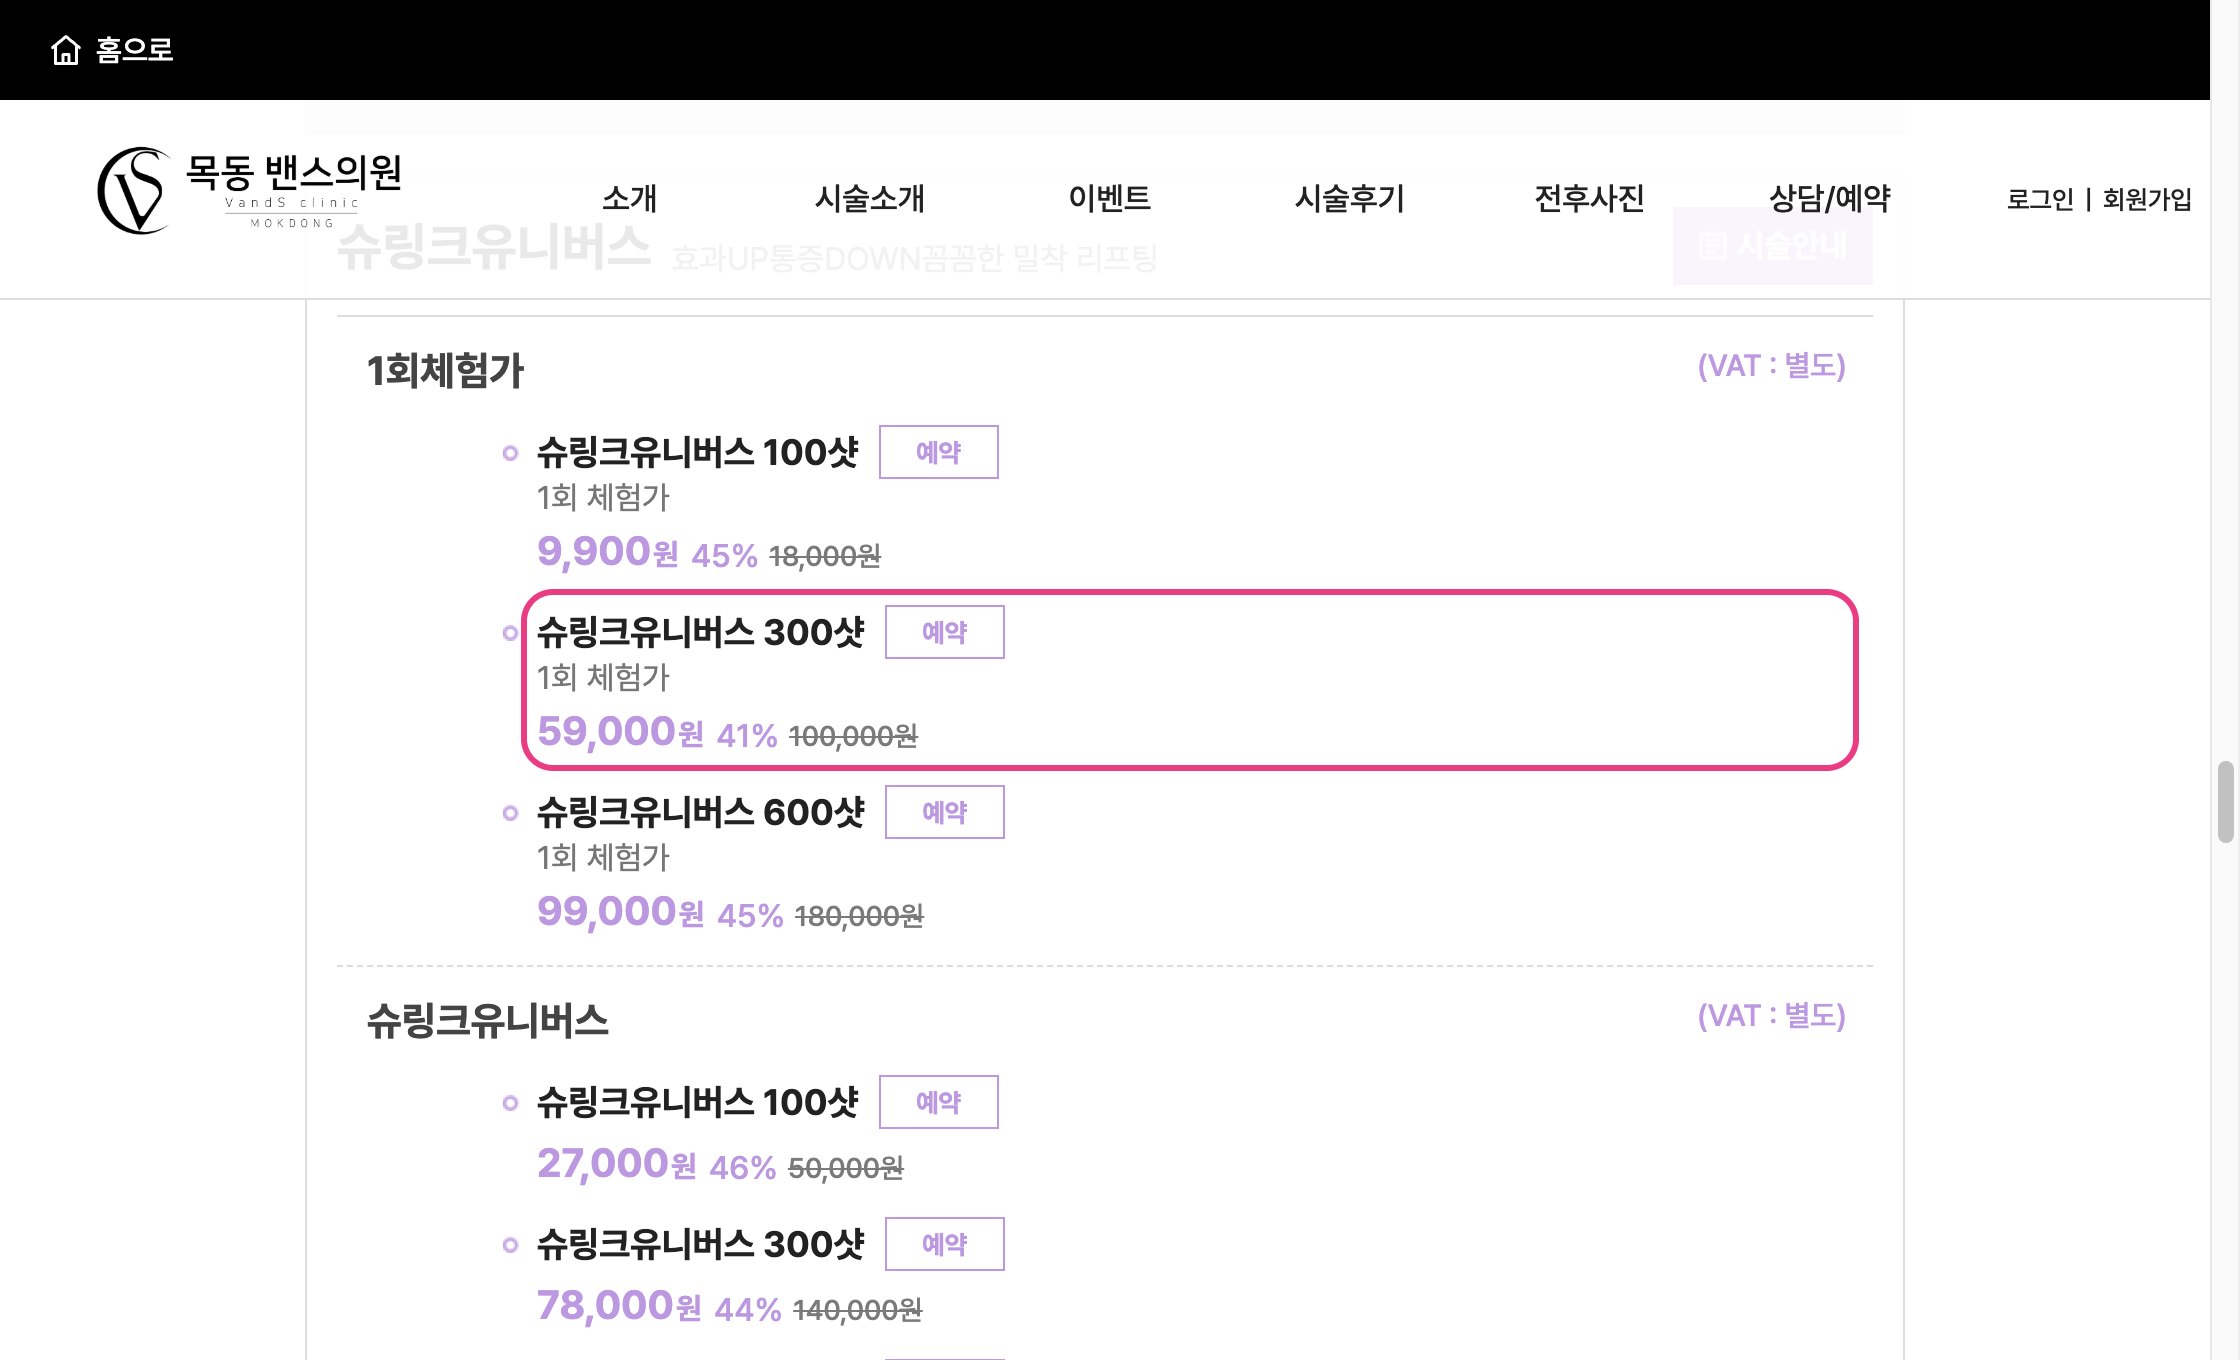 홈으로
목동 밴스의원
VandS clinic
MOKDONG
소개
시술소개
이벤트
시술후기
전후사진
상담/예약
로그인 | 회원가입
슈링크유니버스 효과UP통증DOWN꼼꼼한 밀착 리프팅
시술안내
1회체험가 (VAT : 별도)
슈링크유니버스 100샷 예약
1회 체험가
9,900원 45% 18,000원
슈링크유니버스 300샷 예약
1회 체험가
59,000원 41% 100,000원
슈링크유니버스 600샷 예약
1회 체험가
99,000원 45% 180,000원
슈링크유니버스 (VAT : 별도)
슈링크유니버스 100샷 예약
27,000원 46% 50,000원
슈링크유니버스 300샷 예약
78,000원 44% 140,000원